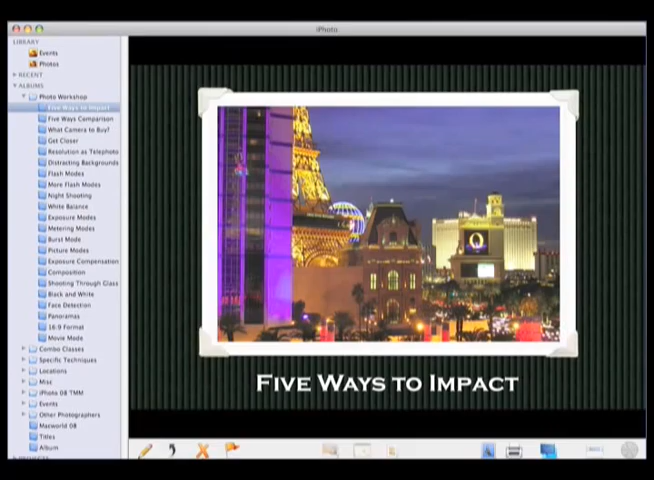 iPhoto
LIBRARY
Events
Photos
RECENT
ALBUMS
Photo Workshop
Five Ways to Impact
Five Ways Comparison
What Camera to Buy?
Get Closer
Resolution as Telephoto
Distracting Backgrounds
Flash Modes
More Flash Modes
Night Shooting
White Balance
Exposure Modes
Metering Modes
Burst Mode
Picture Modes
Exposure Compensation
Composition
Shooting Through Glass
Black and White
Face Detection
Panoramas
16:9 Format
Movie Mode
Combo Classes
Specific Techniques
Locations
Misc
iPhoto 08 TMM
Events
Other Photographers
Macworld 08
Titles
Album
FIVE WAYS TO IMPACT